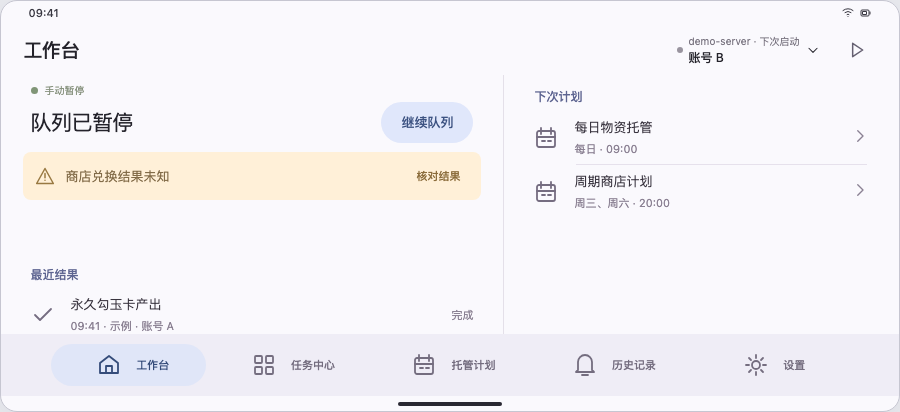 09:41
工作台
demo-server · 下次启动
账号 B
手动暂停
队列已暂停
继续队列
商店兑换结果未知
核对结果
最近结果
永久勾玉卡产出
09:41 · 示例 · 账号 A
完成
下次计划
每日物资托管
每日 · 09:00
周期商店计划
周三、周六 · 20:00
工作台
任务中心
托管计划
历史记录
设置